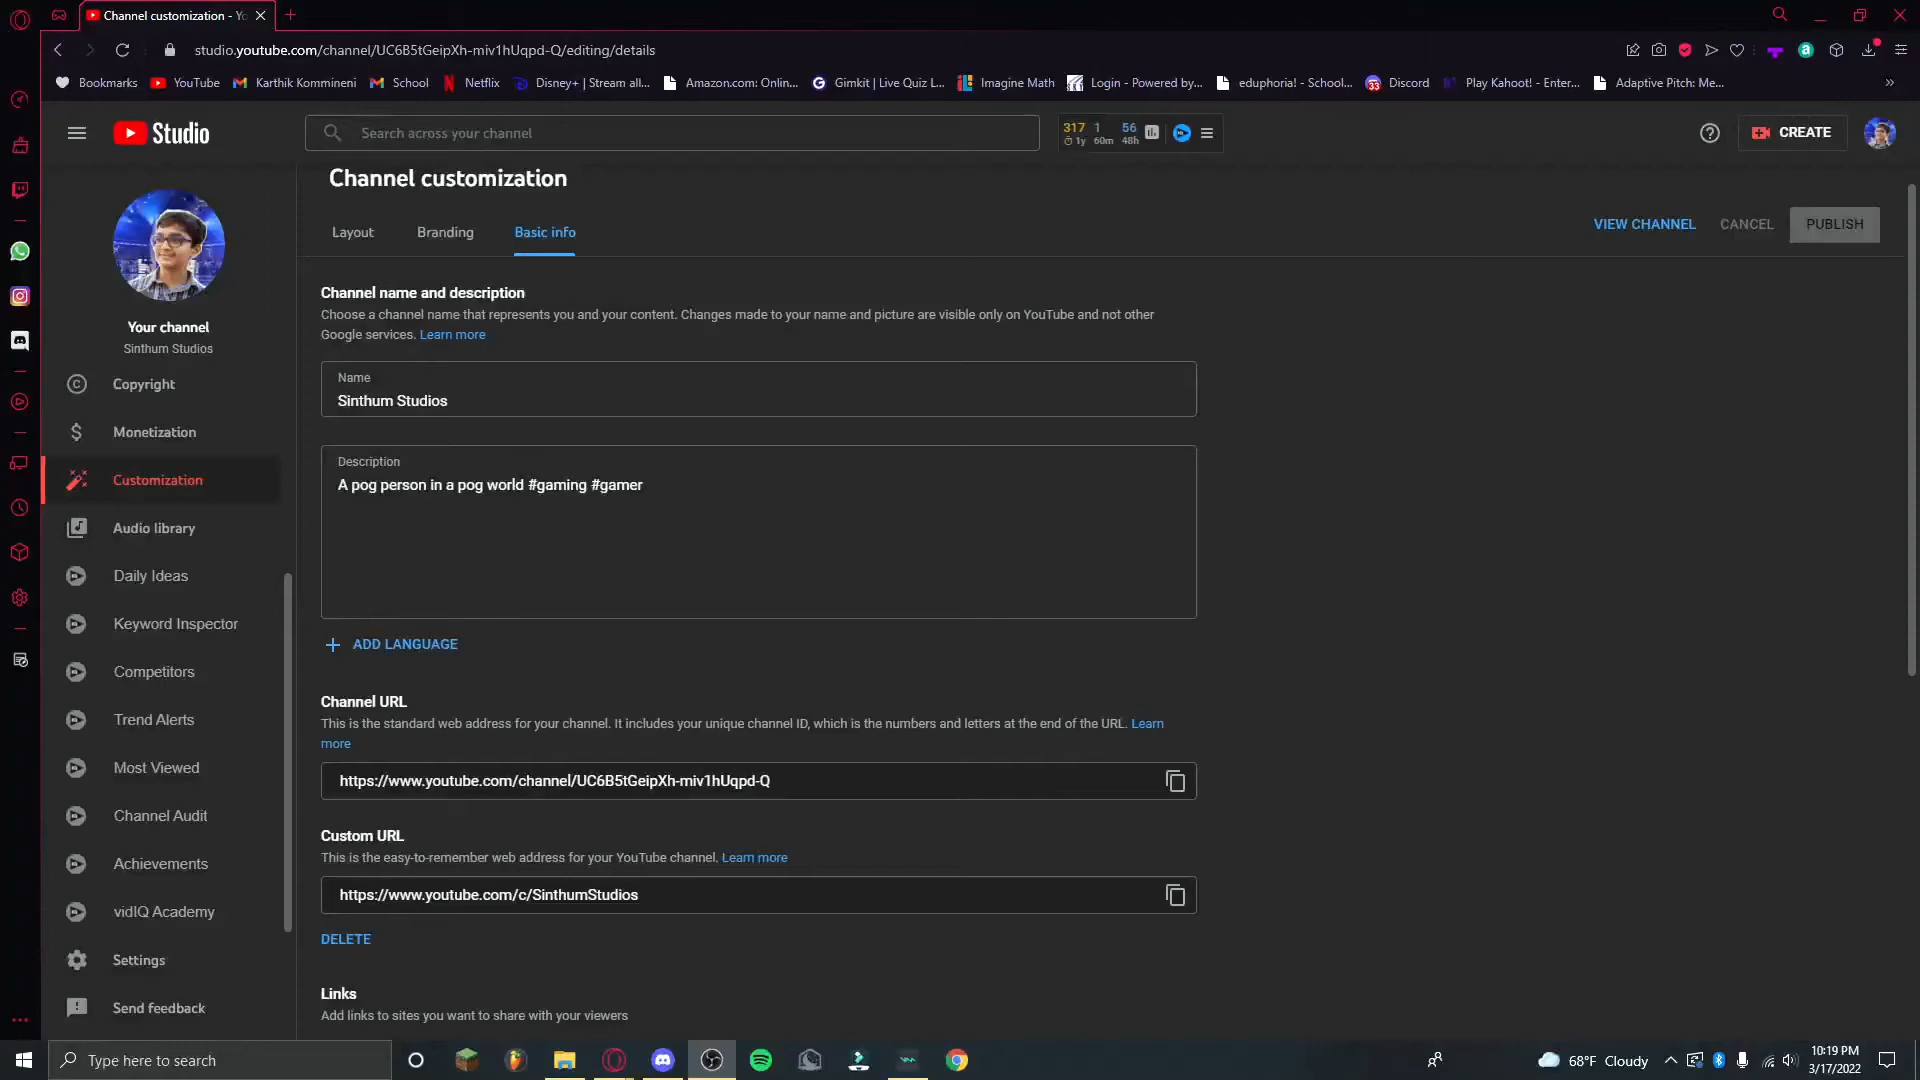 Channel customization - Yo
studio.youtube.com/channel/UC6B5tGeipXh-miv1hUqpd-Q/editing/details
Bookmarks YouTube Karthik Kommineni School Netflix Disney+ | Stream all... Amazon.com: Onlin... Gimkit | Live Quiz L... Imagine Math Login - Powered by... eduphoria! - School... Discord Play Kahoot! - Enter... Adaptive Pitch: Me... »
Studio
Search across your channel
317 1 56
1y 60m 48h
CREATE
Channel customization
Layout Branding Basic info
VIEW CHANNEL CANCEL PUBLISH
Your channel
Sinthum Studios
Copyright
Monetization
Customization
Audio library
Daily Ideas
Keyword Inspector
Competitors
Trend Alerts
Most Viewed
Channel Audit
Achievements
vidIQ Academy
Settings
Send feedback
Channel name and description
Choose a channel name that represents you and your content. Changes made to your name and picture are visible only on YouTube and not other
Google services. Learn more
Name
Sinthum Studios
Description
A pog person in a pog world #gaming #gamer
ADD LANGUAGE
Channel URL
This is the standard web address for your channel. It includes your unique channel ID, which is the numbers and letters at the end of the URL. Learn
more
https://www.youtube.com/channel/UC6B5tGeipXh-miv1hUqpd-Q
Custom URL
This is the easy-to-remember web address for your YouTube channel. Learn more
https://www.youtube.com/c/SinthumStudios
DELETE
Links
Add links to sites you want to share with your viewers
Type here to search
68°F Cloudy
10:19 PM
3/17/2022